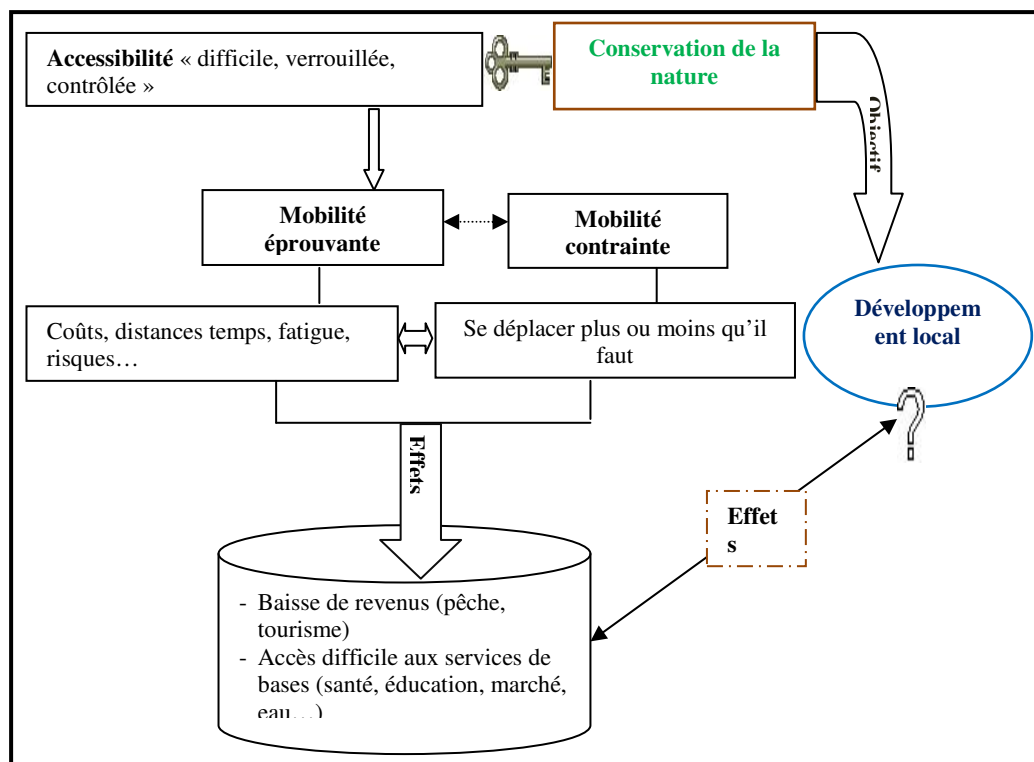 Accessibilité « difficile, verrouillée,
contrôlée »
Conservation de la
nature
Objectif
Mobilité
éprouvante
Mobilité
contrainte
Coûts, distances temps, fatigue,
risques…
Se déplacer plus ou moins qu’il
faut
Développem
ent local
?
Effets
Effet
s
- Baisse de revenus (pêche,
tourisme)
- Accès difficile aux services de
bases (santé, éducation, marché,
eau…)